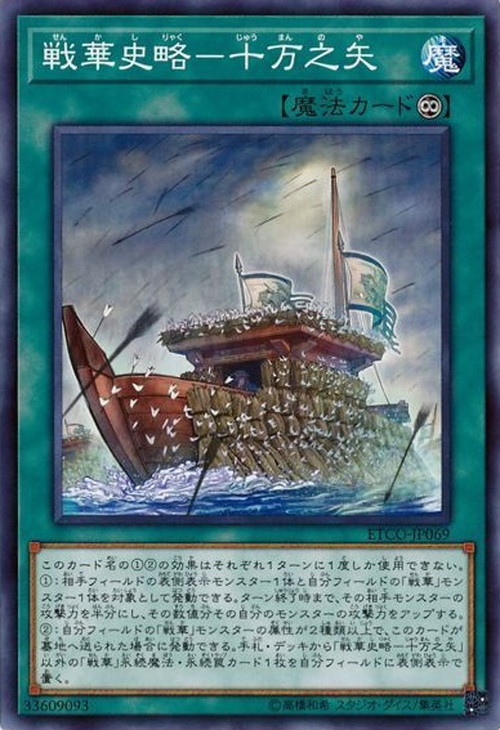 戦華史略－十万之矢
魔
【魔法カード】
ETCO-JP069
このカード名の①②の効果はそれぞれ1ターンに1度しか使用できない。
①：相手フィールドの表側表示モンスター1体と自分フィールドの「戦華」モン
スター1体を対象として発動できる。ターン終了時まで、その相手モンスターの
攻撃力を半分にし、その数値分その自分のモンスターの攻撃力をアップする。
②：自分フィールドの「戦華」モンスターの属性が2種類以上で、このカードが
墓地へ送られた場合に発動できる。手札・デッキから「戦華史略－十万之矢」
以外の「戦華」永続魔法・永続罠カード1枚を自分フィールドに表側表示で
置く。
33609093
©高橋和希 スタジオ・ダイス/集英社